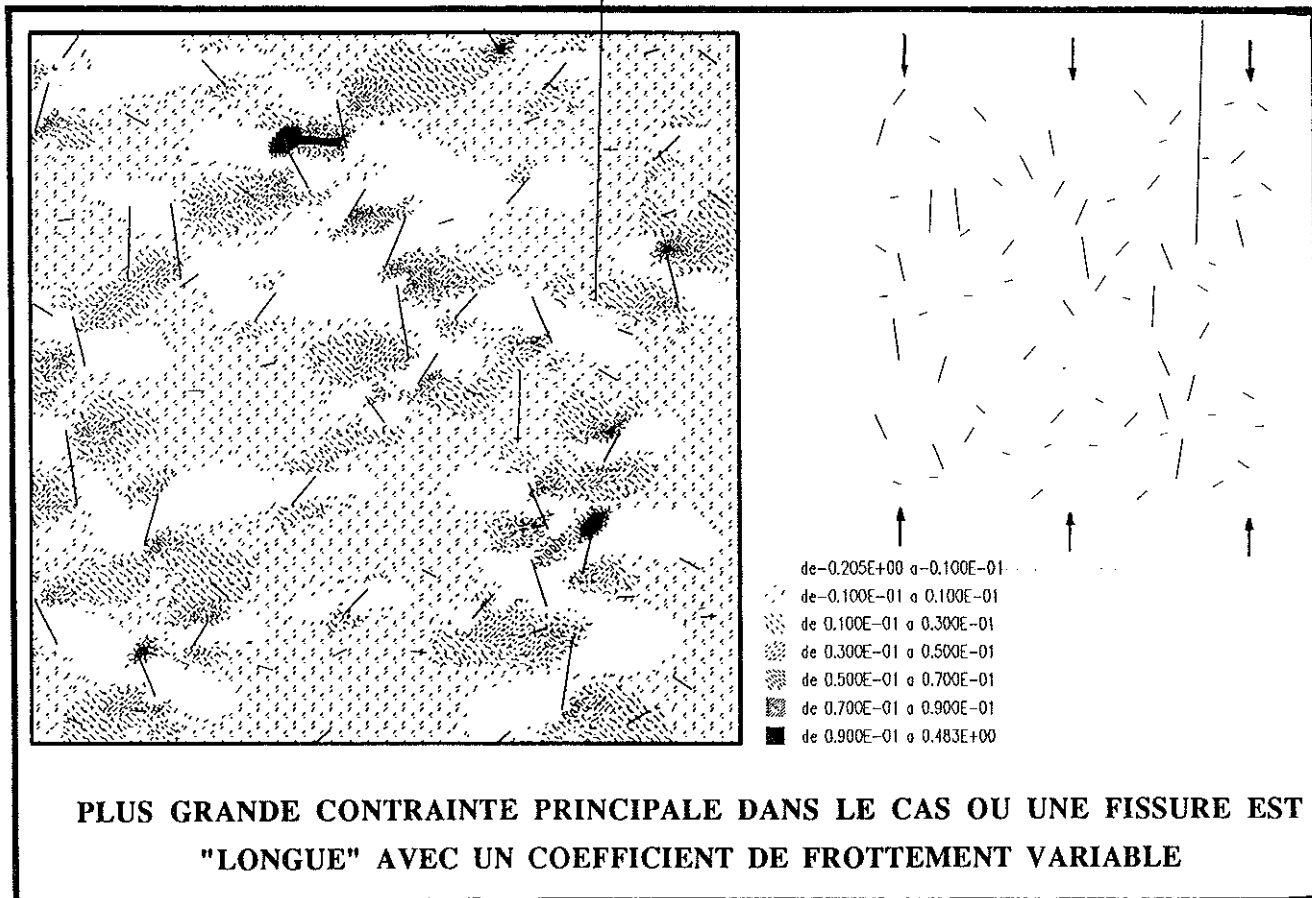 de-0.205E+00 a-0.100E-01
de-0.100E-01 a 0.100E-01
de 0.100E-01 a 0.300E-01
de 0.300E-01 a 0.500E-01
de 0.500E-01 a 0.700E-01
de 0.700E-01 a 0.900E-01
de 0.900E-01 a 0.483E+00
PLUS GRANDE CONTRAINTE PRINCIPALE DANS LE CAS OU UNE FISSURE EST
"LONGUE" AVEC UN COEFFICIENT DE FROTTEMENT VARIABLE